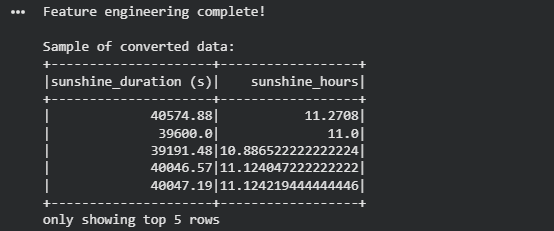 ••• Feature engineering complete!
Sample of converted data:
+---------------------+------------------+
|sunshine_duration (s)|    sunshine_hours|
+---------------------+------------------+
|             40574.88|           11.2708|
|              39600.0|              11.0|
|             39191.48|10.886522222222224|
|             40046.57|11.124047222222222|
|             40047.19|11.124219444444446|
+---------------------+------------------+
only showing top 5 rows